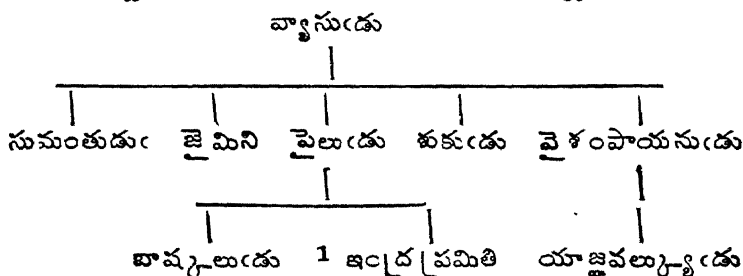 వ్యాసుఁడు
సుమంతుడుఁ జైమిని పైలుఁడు శుకుఁడు వైశంపాయనుఁడు
బాష్కలుఁడు 1 ఇంద్రప్రమితి యాజ్ఞవల్క్యుఁడు